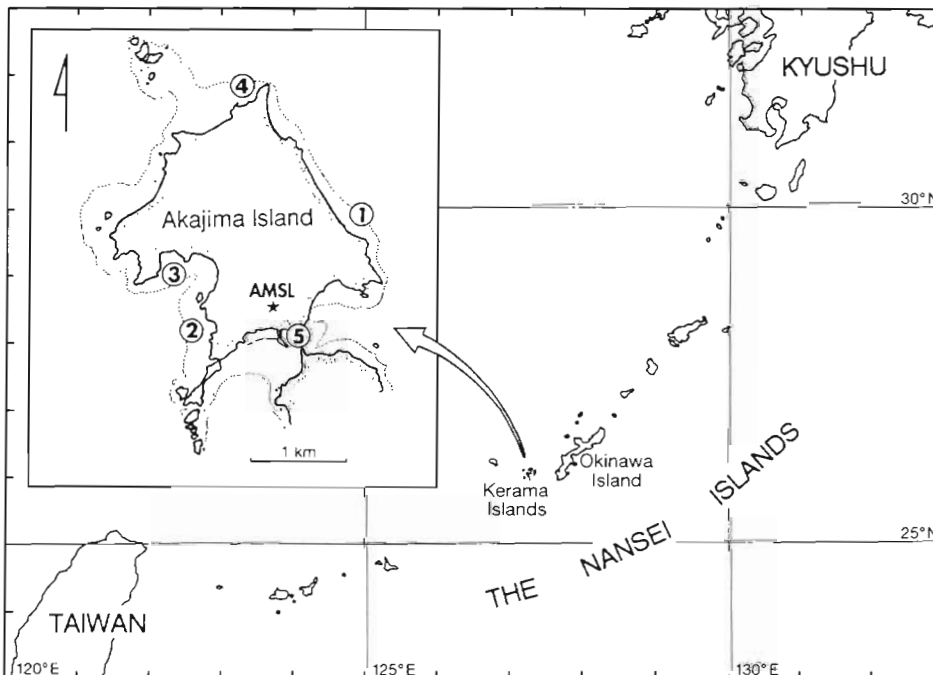 KYUSHU
4
30°N
1
Akajima Island
3
AMSL
2
5
1 km
Okinawa
Island
Kerama
Islands
THE NANSEI ISLANDS
25°N
TAIWAN
120°E
125°E
130°E